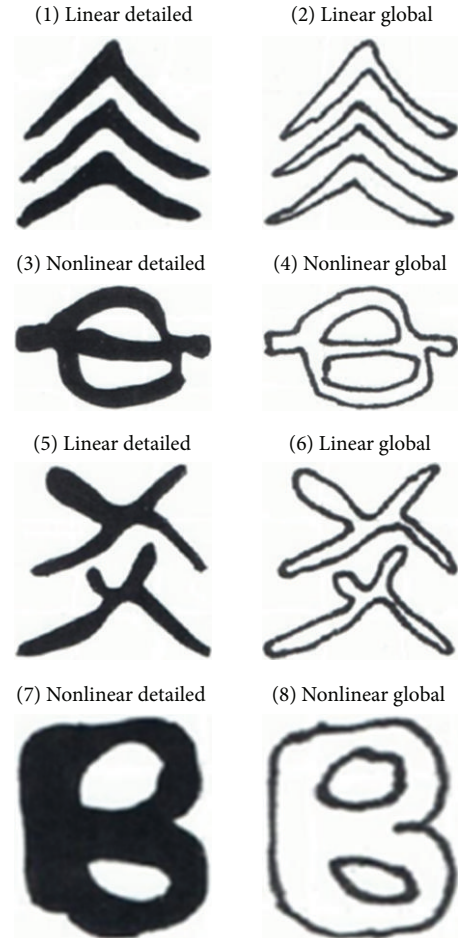 (1) Linear detailed (2) Linear global
(3) Nonlinear detailed (4) Nonlinear global
(5) Linear detailed (6) Linear global
(7) Nonlinear detailed (8) Nonlinear global